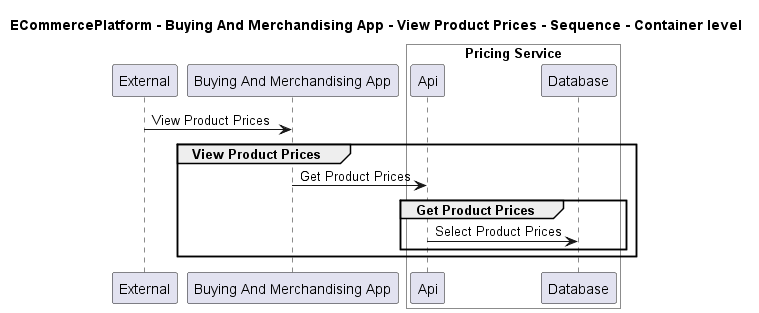 ECommercePlatform - Buying And Merchandising App - View Product Prices - Sequence - Container level
Pricing Service
External
Buying And Merchandising App
Api
Database
View Product Prices
View Product Prices
Get Product Prices
Get Product Prices
Select Product Prices
External
Buying And Merchandising App
Api
Database